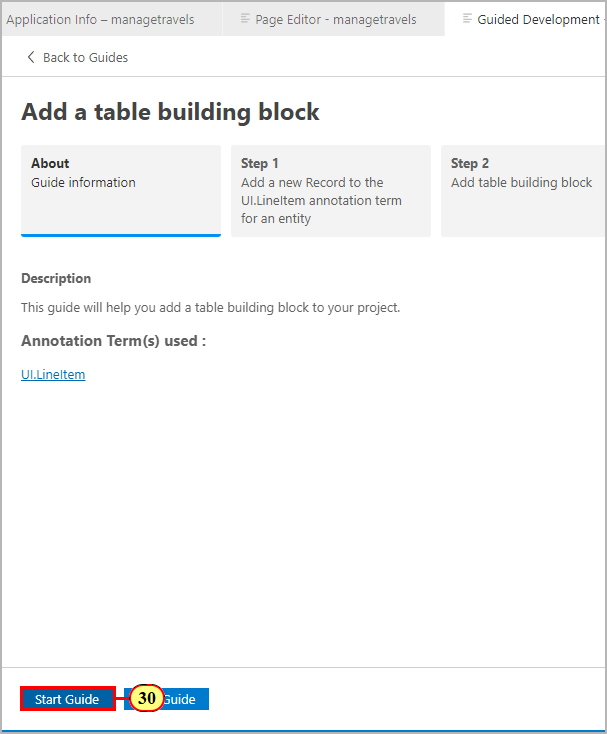 Application Info – managetravels
Page Editor - managetravels
Guided Development
Back to Guides
Add a table building block
About
Guide information
Step 1
Add a new Record to the
UI.LineItem annotation term
for an entity
Step 2
Add table building block
Description
This guide will help you add a table building block to your project.
Annotation Term(s) used :
UI.LineItem
Start Guide
30
Guide